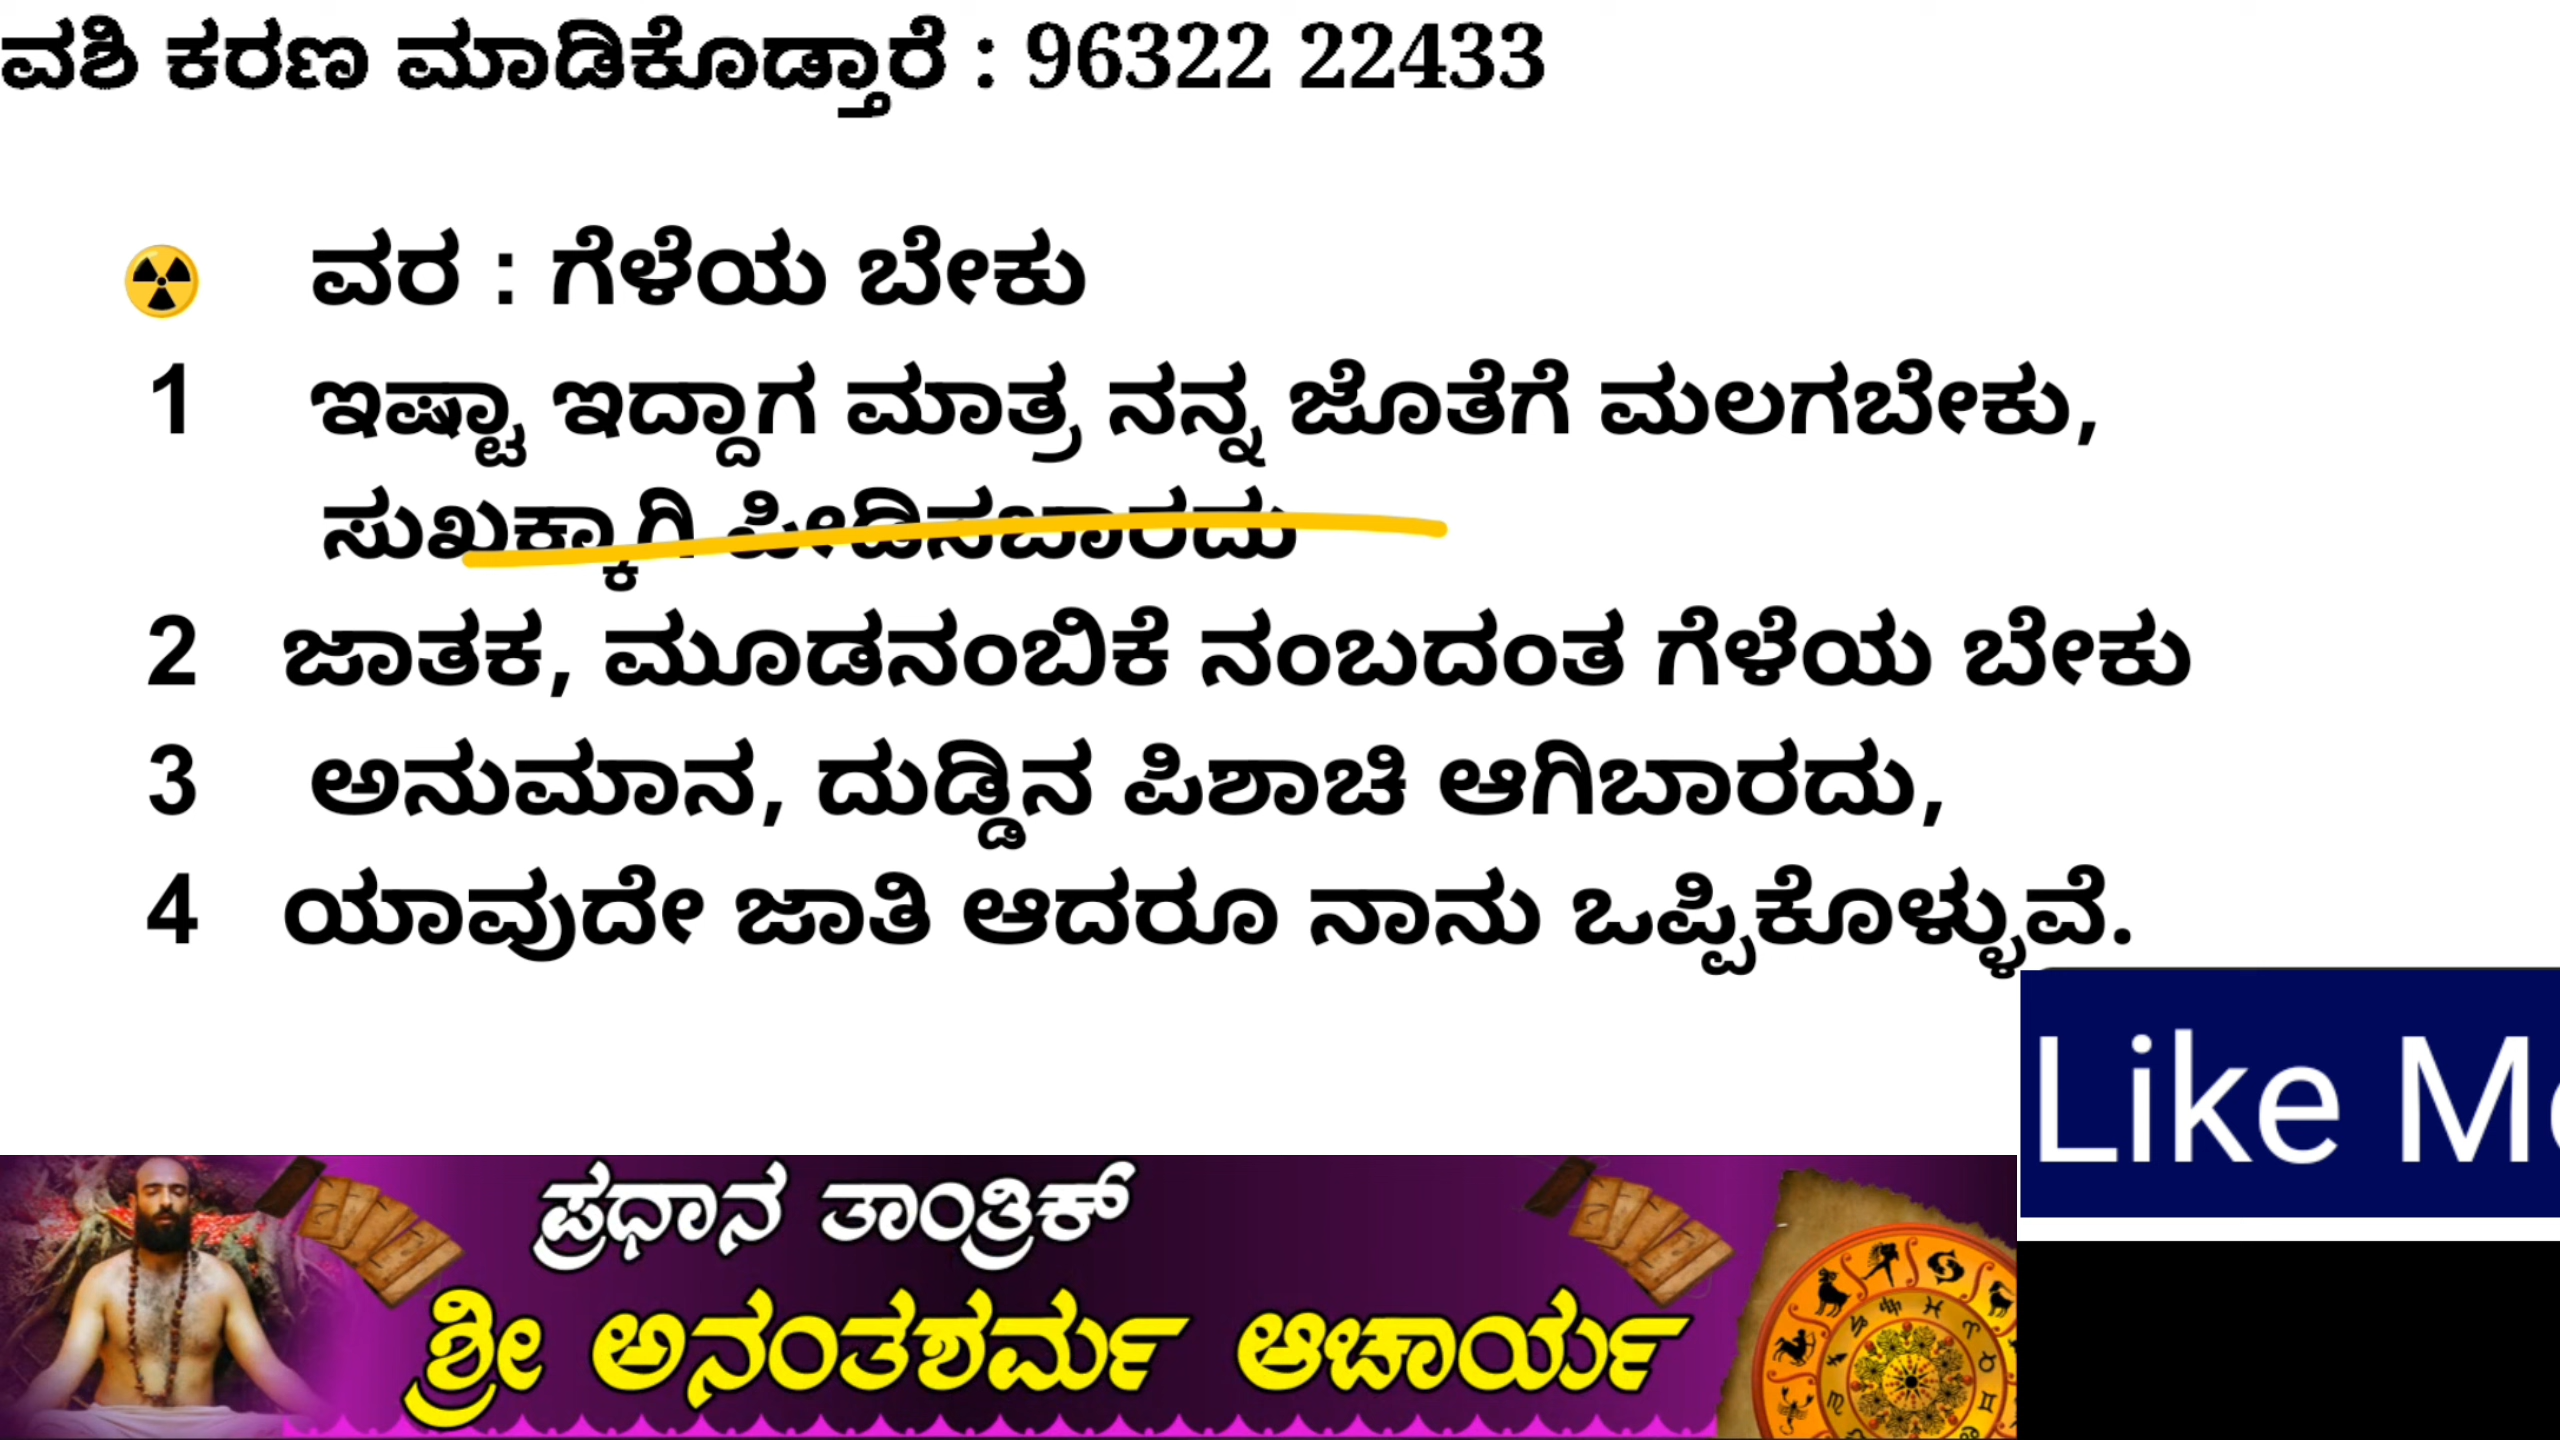 ವಶಿ ಕರಣ ಮಾಡಿಕೊಡ್ತಾರೆ : 96322 22433
ವರ : ಗೆಳೆಯ ಬೇಕು
1 ಇಷ್ಟಾ ಇದ್ದಾಗ ಮಾತ್ರ ನನ್ನ ಜೊತೆಗೆ ಮಲಗಬೇಕು,
ಸುಖಕ್ಕಾಗಿ ಪೀಡಿಸಬಾರದು
2 ಜಾತಕ, ಮೂಡನಂಬಿಕೆ ನಂಬದಂತ ಗೆಳೆಯ ಬೇಕು
3 ಅನುಮಾನ, ದುಡ್ಡಿನ ಪಿಶಾಚಿ ಆಗಿಬಾರದು,
4 ಯಾವುದೇ ಜಾತಿ ಆದರೂ ನಾನು ಒಪ್ಪಿಕೊಳ್ಳುವೆ.
Like
ಪ್ರಧಾನ ತಾಂತ್ರಿಕ್
ಶ್ರೀ ಅನಂತಶರ್ಮ ಆಚಾರ್ಯ